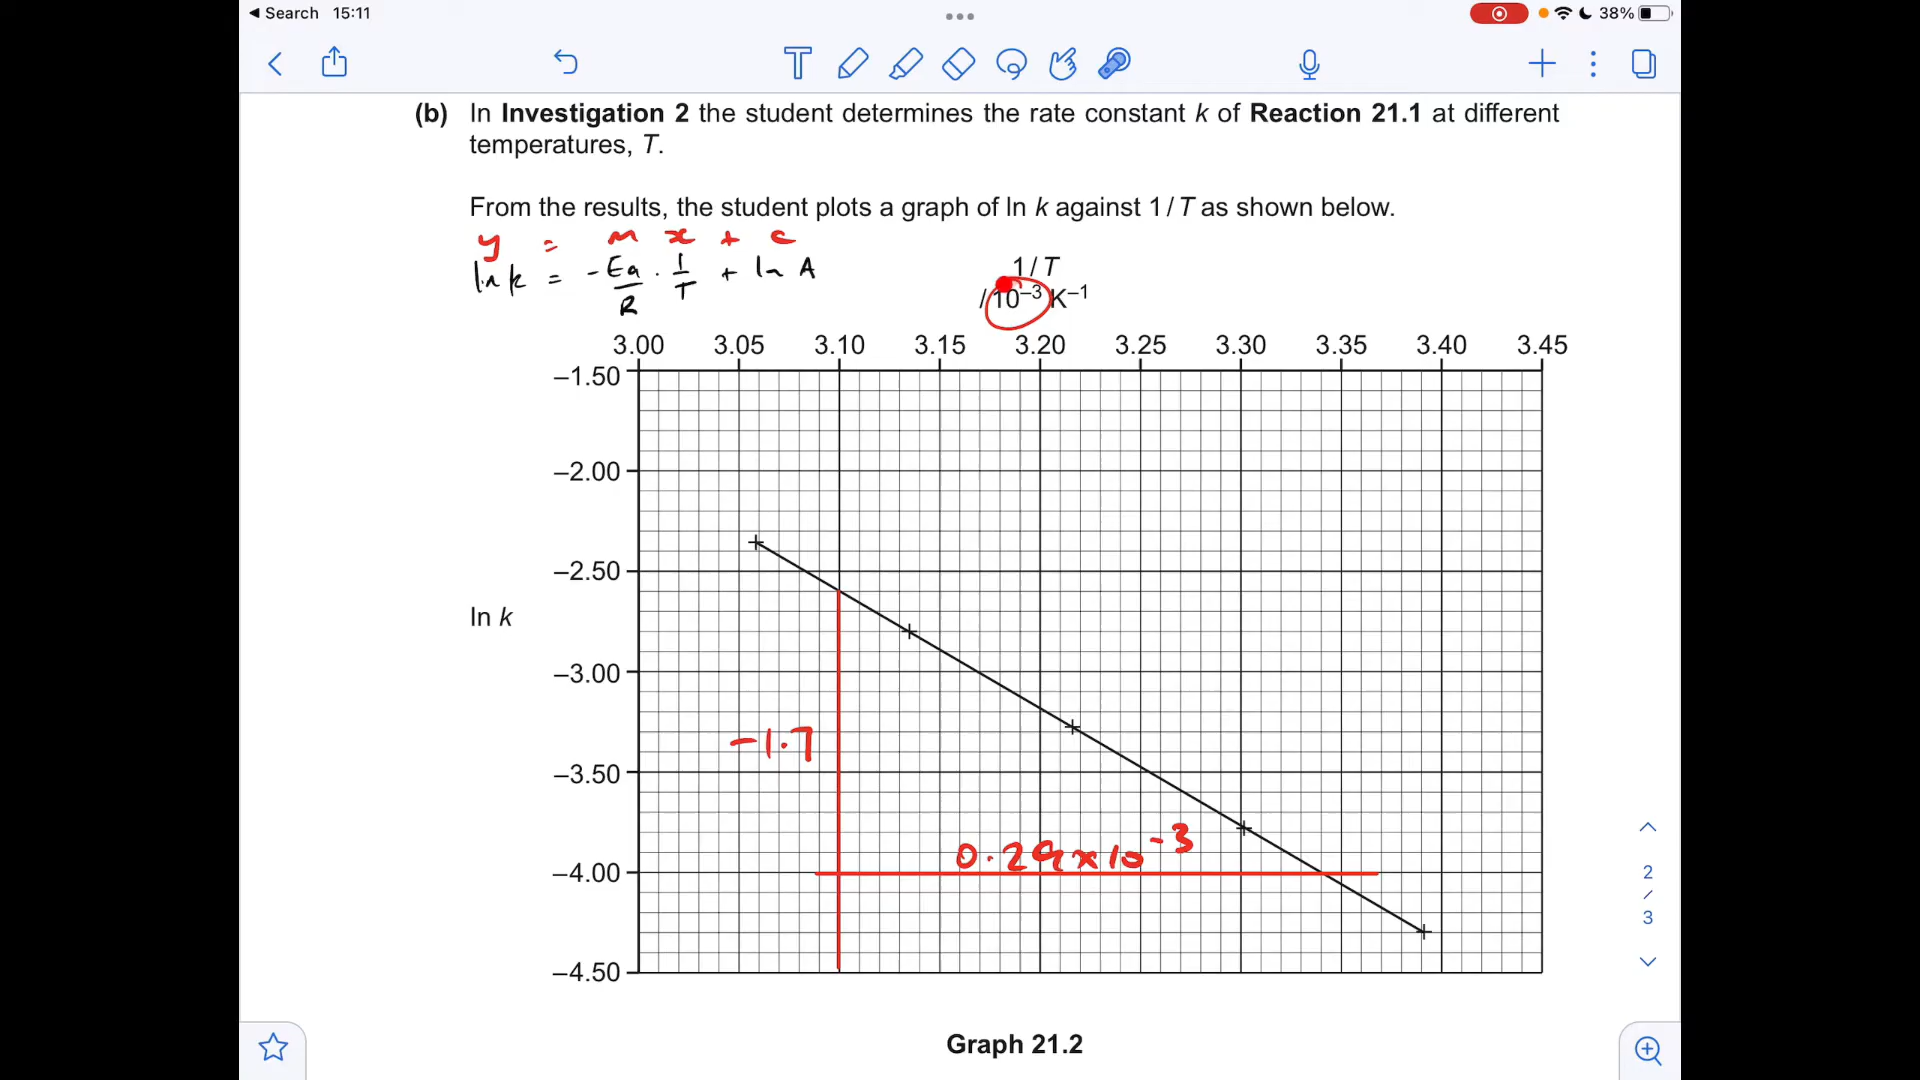 Search 15:11
38%
(b) In Investigation 2 the student determines the rate constant k of Reaction 21.1 at different
temperatures, T.
From the results, the student plots a graph of ln k against 1 / T as shown below.
y = m x + c
ln k = -Ea/R · 1/T + ln A
1 / T
/ 10⁻³ K⁻¹
3.00 3.05 3.10 3.15 3.20 3.25 3.30 3.35 3.40 3.45
–1.50
–2.00
–2.50
ln k
–3.00
-1.7
–3.50
0.29x10⁻³
–4.00
–4.50
2
/
3
Graph 21.2